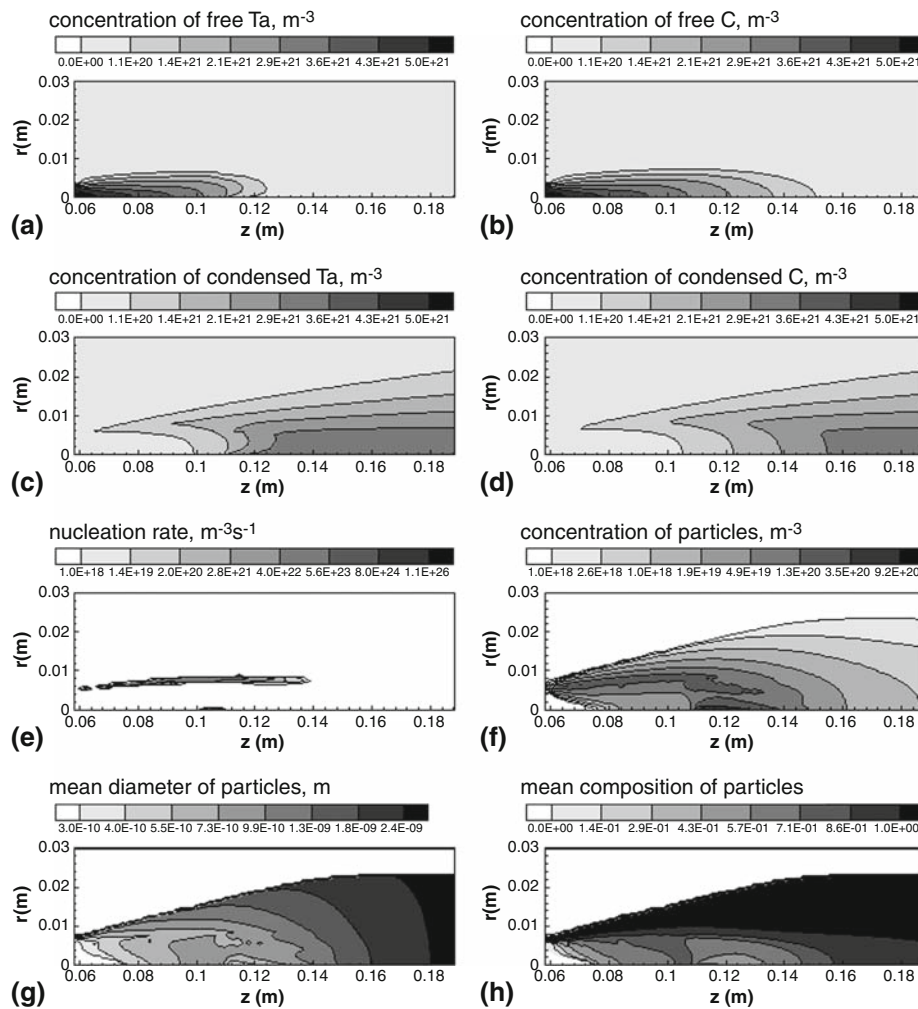 concentration of free Ta, m-3
0.0E+00 1.1E+20 1.4E+21 2.1E+21 2.9E+21 3.6E+21 4.3E+21 5.0E+21
0.03
0.02
0.01
0
r(m)
0.06 0.08 0.1 0.12 0.14 0.16 0.18
z (m)
(a)
concentration of free C, m-3
0.0E+00 1.1E+20 1.4E+21 2.1E+21 2.9E+21 3.6E+21 4.3E+21 5.0E+21
0.03
0.02
0.01
0
r(m)
0.06 0.08 0.1 0.12 0.14 0.16 0.18
z (m)
(b)
concentration of condensed Ta, m-3
0.0E+00 1.1E+20 1.4E+21 2.1E+21 2.9E+21 3.6E+21 4.3E+21 5.0E+21
0.03
0.02
0.01
0
r(m)
0.06 0.08 0.1 0.12 0.14 0.16 0.18
z (m)
(c)
concentration of condensed C, m-3
0.0E+00 1.1E+20 1.4E+21 2.1E+21 2.9E+21 3.6E+21 4.3E+21 5.0E+21
0.03
0.02
0.01
0
r(m)
0.06 0.08 0.1 0.12 0.14 0.16 0.18
z (m)
(d)
nucleation rate, m-3s-1
1.0E+18 1.4E+19 2.0E+20 2.8E+21 4.0E+22 5.6E+23 8.0E+24 1.1E+26
0.03
0.02
0.01
0
r(m)
0.06 0.08 0.1 0.12 0.14 0.16 0.18
z (m)
(e)
concentration of particles, m-3
1.0E+18 2.6E+18 1.0E+18 1.9E+19 4.9E+19 1.3E+20 3.5E+20 9.2E+20
0.03
0.02
0.01
0
r(m)
0.06 0.08 0.1 0.12 0.14 0.16 0.18
z (m)
(f)
mean diameter of particles, m
3.0E-10 4.0E-10 5.5E-10 7.3E-10 9.9E-10 1.3E-09 1.8E-09 2.4E-09
0.03
0.02
0.01
0
r(m)
0.06 0.08 0.1 0.12 0.14 0.16 0.18
z (m)
(g)
mean composition of particles
0.0E+00 1.4E-01 2.9E-01 4.3E-01 5.7E-01 7.1E-01 8.6E-01 1.0E+00
0.03
0.02
0.01
0
r(m)
0.06 0.08 0.1 0.12 0.14 0.16 0.18
z (m)
(h)